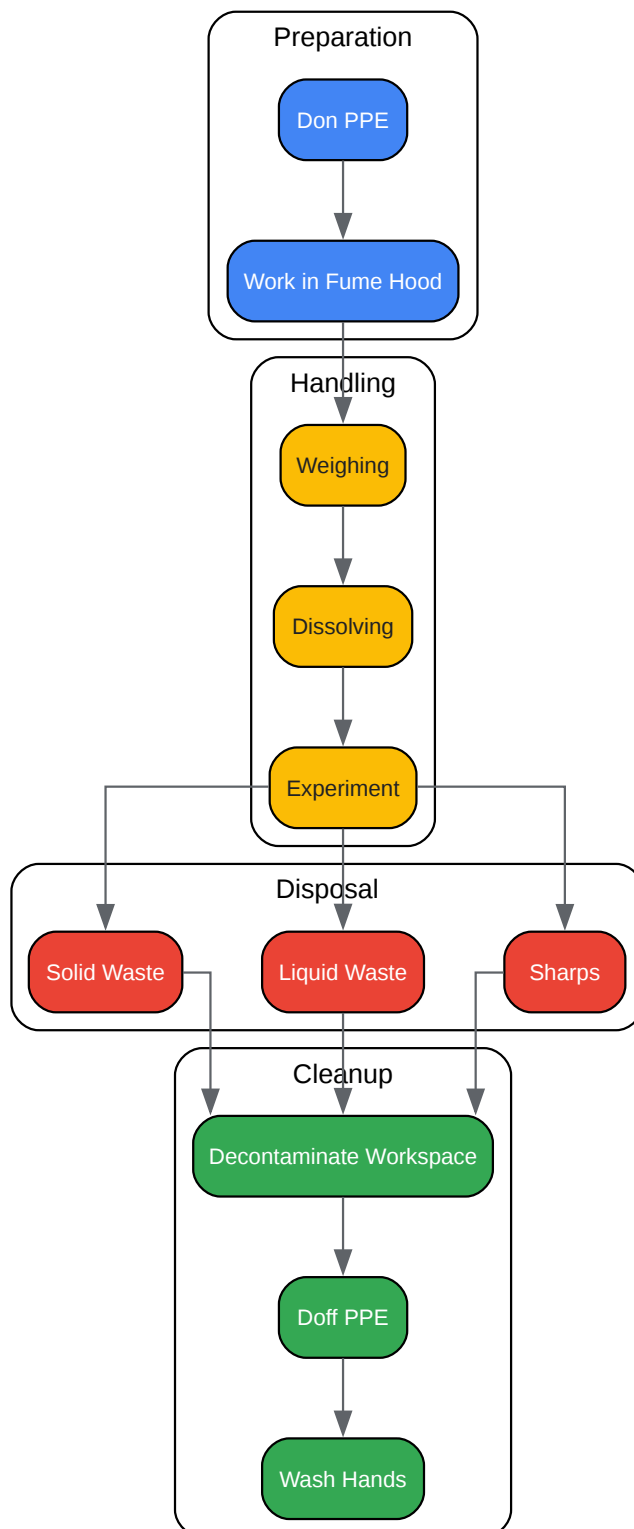 Preparation
Don PPE
Work in Fume Hood
Handling
Weighing
Dissolving
Experiment
Disposal
Solid Waste
Liquid Waste
Sharps
Cleanup
Decontaminate Workspace
Doff PPE
Wash Hands